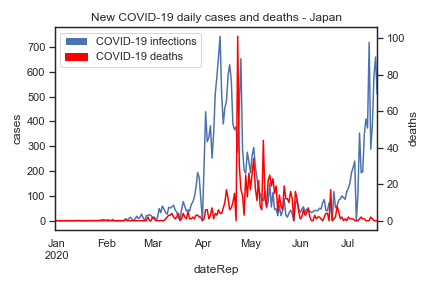 New COVID-19 daily cases and deaths - Japan
COVID-19 infections
COVID-19 deaths
700
600
500
400
300
200
100
0
cases
100
80
60
40
20
0
deaths
Jan Feb Mar Apr May Jun Jul
2020
dateRep